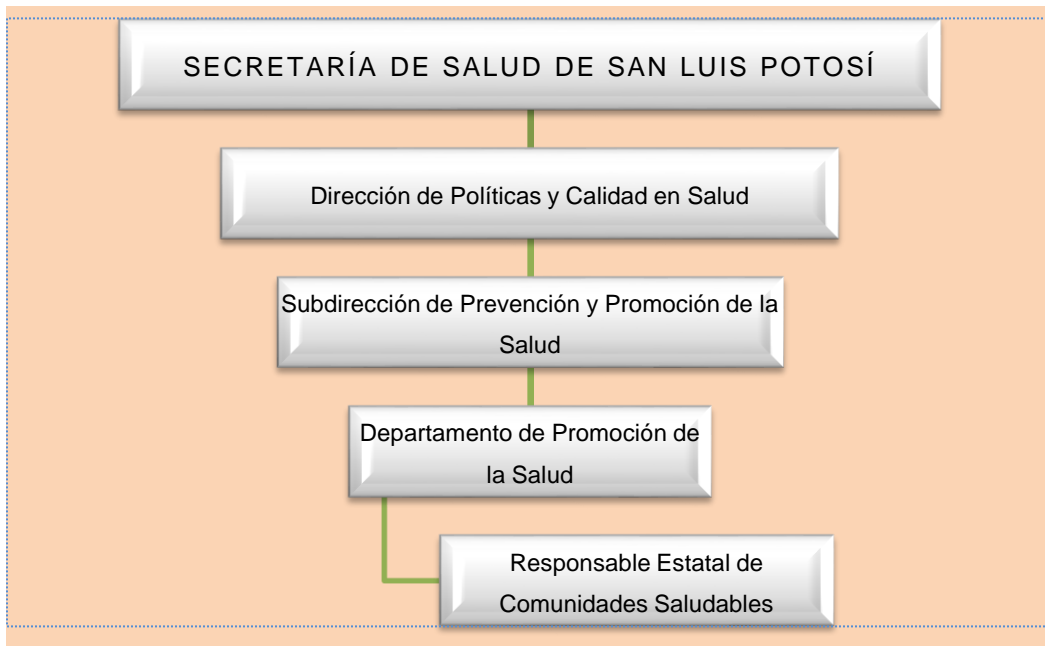 SECRETARÍA DE SALUD DE SAN LUIS POTOSÍ
Dirección de Políticas y Calidad en Salud
Subdirección de Prevención y Promoción de la
Salud
Departamento de Promoción de
la Salud
Responsable Estatal de
Comunidades Saludables